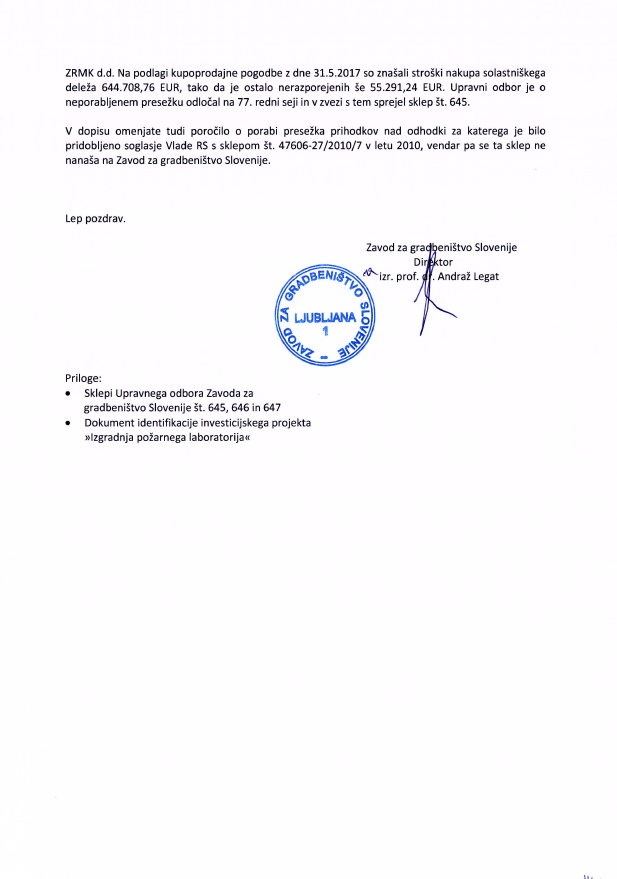 ZRMK d.d. Na podlagi kupoprodajne pogodbe z dne 31.5.2017 so znašali stroški nakupa solastniškega
deleža 644.708,76 EUR, tako da je ostalo nerazporejenih še 55.291,24 EUR. Upravni odbor je o
neporabljenem presežku odločal na 77. redni seji in v zvezi s tem sprejel sklep št. 645.
V dopisu omenjate tudi poročilo o porabi presežka prihodkov nad odhodki za katerega je bilo
pridobljeno soglasje Vlade RS s sklepom št. 47606-27/2010/7 v letu 2010, vendar pa se ta sklep ne
nanaša na Zavod za gradbeništvo Slovenije.
Lep pozdrav.
Zavod za gradbeništvo Slovenije
Direktor
izr. prof. dr. Andraž Legat
ZAVOD ZA GRADBENIŠTVO SLOVENIJE –
LJUBLJANA
1
Priloge:
• Sklepi Upravnega odbora Zavoda za
gradbeništvo Slovenije št. 645, 646 in 647
• Dokument identifikacije investicijskega projekta
»Izgradnja požarnega laboratorija«